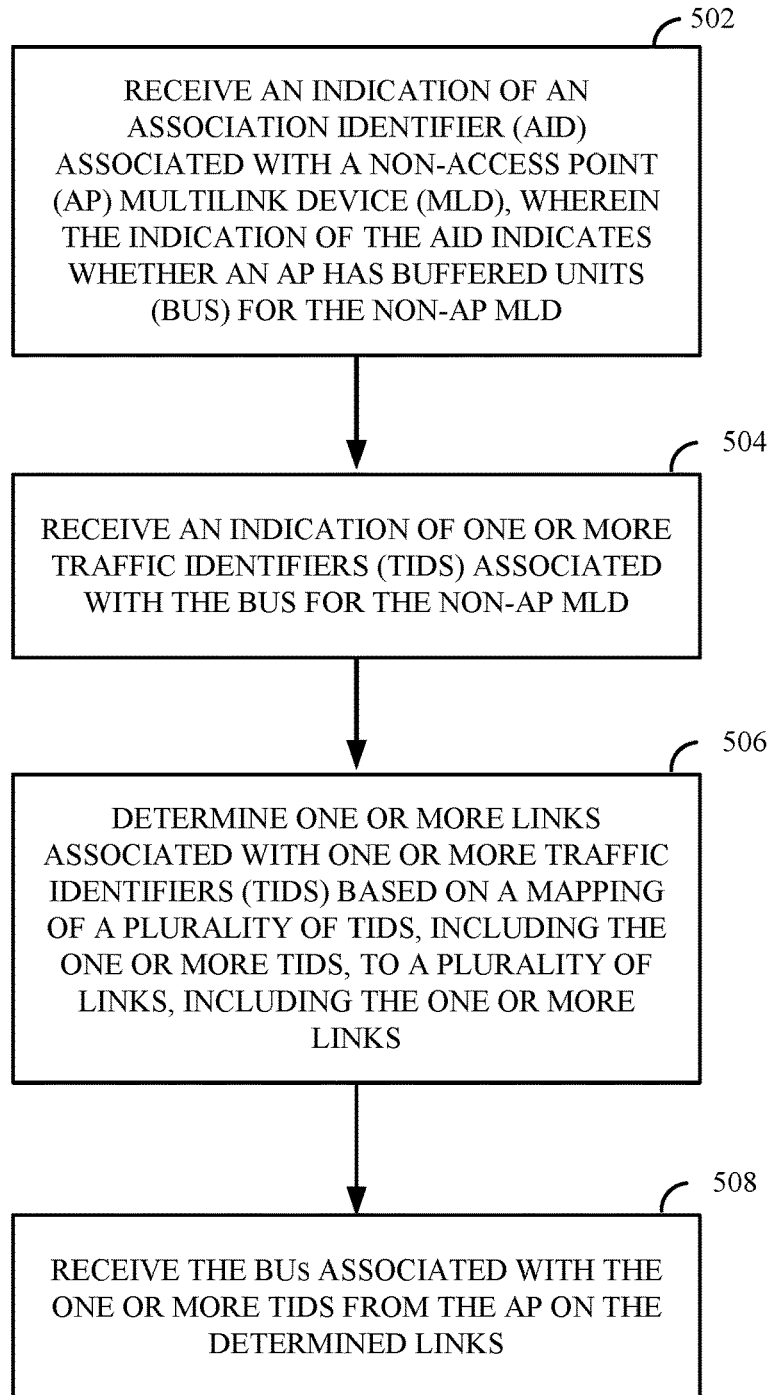 502
RECEIVE AN INDICATION OF AN
ASSOCIATION IDENTIFIER (AID)
ASSOCIATED WITH A NON-ACCESS POINT
(AP) MULTILINK DEVICE (MLD), WHEREIN
THE INDICATION OF THE AID INDICATES
WHETHER AN AP HAS BUFFERED UNITS
(BUS) FOR THE NON-AP MLD
504
RECEIVE AN INDICATION OF ONE OR MORE
TRAFFIC IDENTIFIERS (TIDS) ASSOCIATED
WITH THE BUS FOR THE NON-AP MLD
506
DETERMINE ONE OR MORE LINKS
ASSOCIATED WITH ONE OR MORE TRAFFIC
IDENTIFIERS (TIDS) BASED ON A MAPPING
OF A PLURALITY OF TIDS, INCLUDING THE
ONE OR MORE TIDS, TO A PLURALITY OF
LINKS, INCLUDING THE ONE OR MORE
LINKS
508
RECEIVE THE BUs ASSOCIATED WITH THE
ONE OR MORE TIDS FROM THE AP ON THE
DETERMINED LINKS